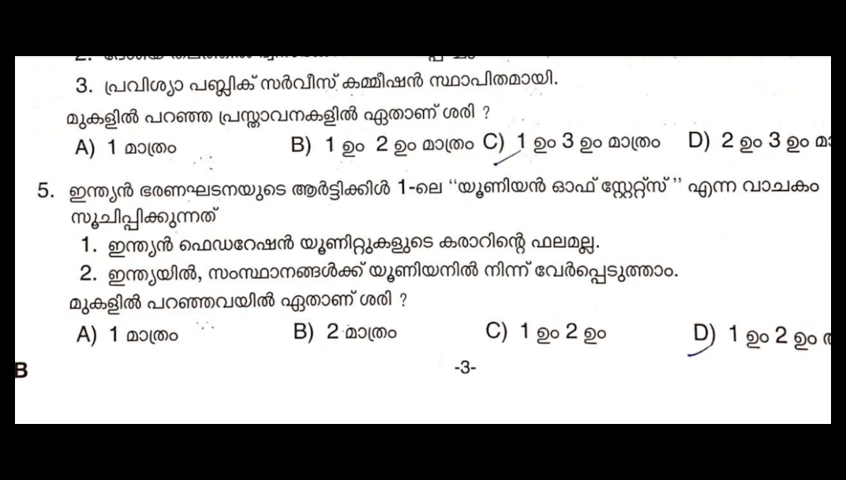 3. പ്രവിശ്യാ പബ്ലിക് സർവീസ് കമ്മീഷൻ സ്ഥാപിതമായി.
മുകളിൽ പറഞ്ഞ പ്രസ്താവനകളിൽ ഏതാണ് ശരി ?
A) 1 മാത്രം B) 1 ഉം 2 ഉം മാത്രം C) 1 ഉം 3 ഉം മാത്രം D) 2 ഉം 3 ഉം
5. ഇന്ത്യൻ ഭരണഘടനയുടെ ആർട്ടിക്കിൾ 1-ലെ “യൂണിയൻ ഓഫ് സ്റ്റേറ്റ്സ്” എന്ന വാചകം
സൂചിപ്പിക്കുന്നത്
1. ഇന്ത്യൻ ഫെഡറേഷൻ യൂണിറ്റുകളുടെ കരാറിന്റെ ഫലമല്ല.
2. ഇന്ത്യയിൽ, സംസ്ഥാനങ്ങൾക്ക് യൂണിയനിൽ നിന്ന് വേർപ്പെടുത്താം.
മുകളിൽ പറഞ്ഞവയിൽ ഏതാണ് ശരി ?
A) 1 മാത്രം B) 2 മാത്രം C) 1 ഉം 2 ഉം D) 1 ഉം 2 ഉം
B -3-